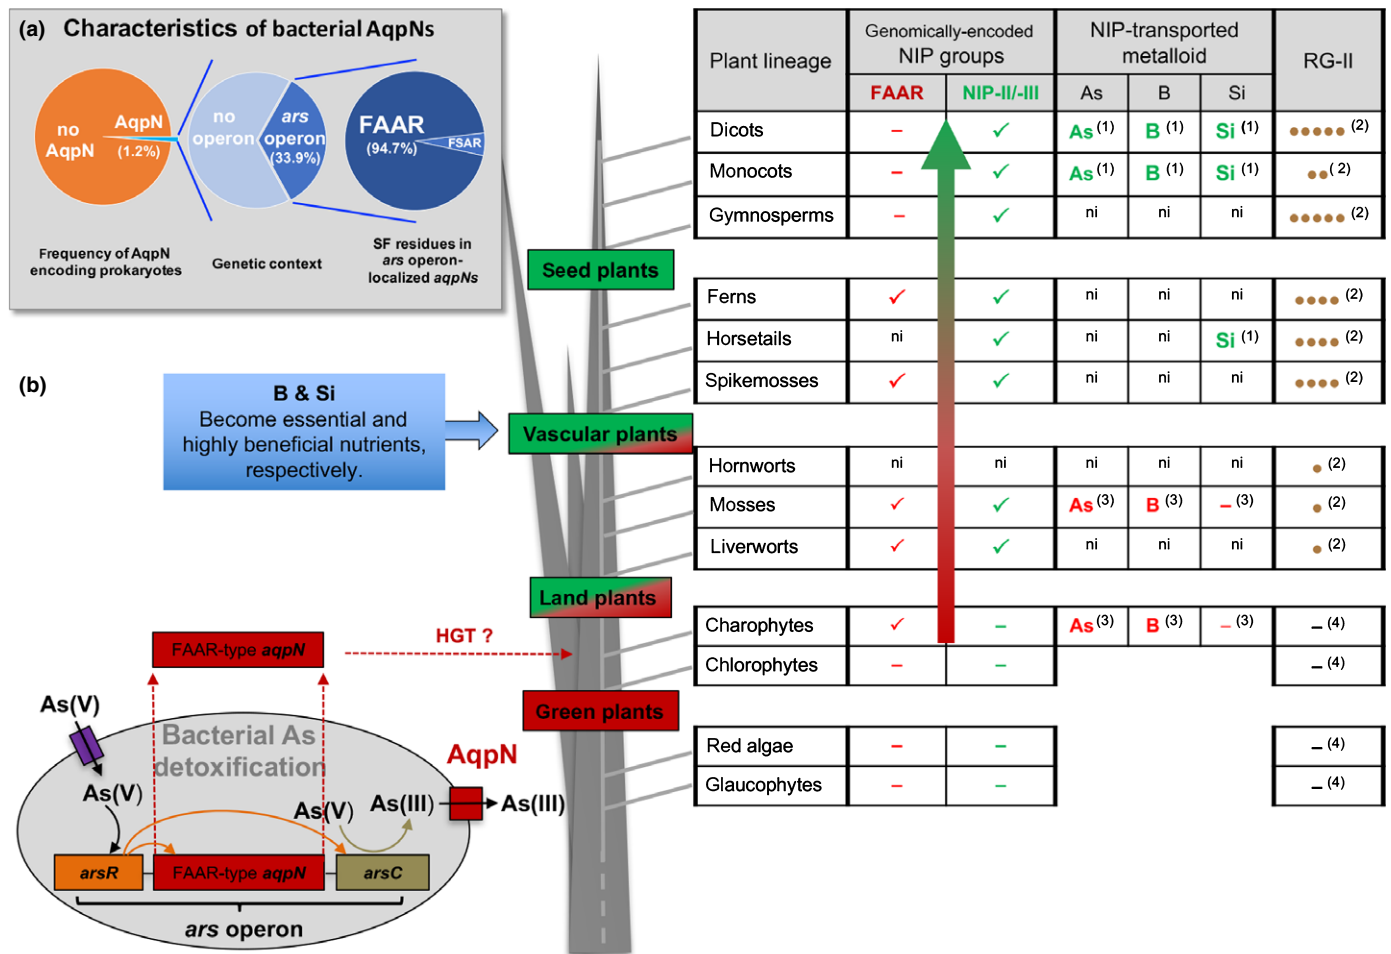 (a) Characteristics of bacterial AqpNs
no
AqpN
AqpN
(1.2%)
no
operon
ars
operon
(33.9%)
FAAR
(94.7%)
FSAR
Frequency of AqpN
encoding prokaryotes
Genetic context
SF residues in
ars operon-
localized aqpNs
(b)
B & Si
Become essential and
highly beneficial nutrients,
respectively.
Seed plants
Vascular plants
Land plants
Green plants
HGT ?
FAAR-type aqpN
As(V)
Bacterial As
detoxification
AqpN
As(V)
As(V)
As(III)
As(III)
arsR
FAAR-type aqpN
arsC
ars operon
Plant lineage
Genomically-encoded
NIP groups
NIP-transported
metalloid
RG-II
FAAR NIP-II/-III As B Si
Dicots – ✓ As (1) B (1) Si (1) ●●●●● (2)
Monocots – ✓ As (1) B (1) Si (1) ●● ( 2)
Gymnosperms – ✓ ni ni ni ●●●●● (2)
Ferns ✓ ✓ ni ni ni ●●●● (2)
Horsetails ni ✓ ni ni Si (1) ●●●● (2)
Spikemosses ✓ ✓ ni ni ni ●●●● (2)
Hornworts ni ni ni ni ni ● (2)
Mosses ✓ ✓ As (3) B (3) – (3) ● (2)
Liverworts ✓ ✓ ni ni ni ● (2)
Charophytes ✓ – As (3) B (3) – (3) – (4)
Chlorophytes – – – (4)
Red algae – – – (4)
Glaucophytes – – – (4)